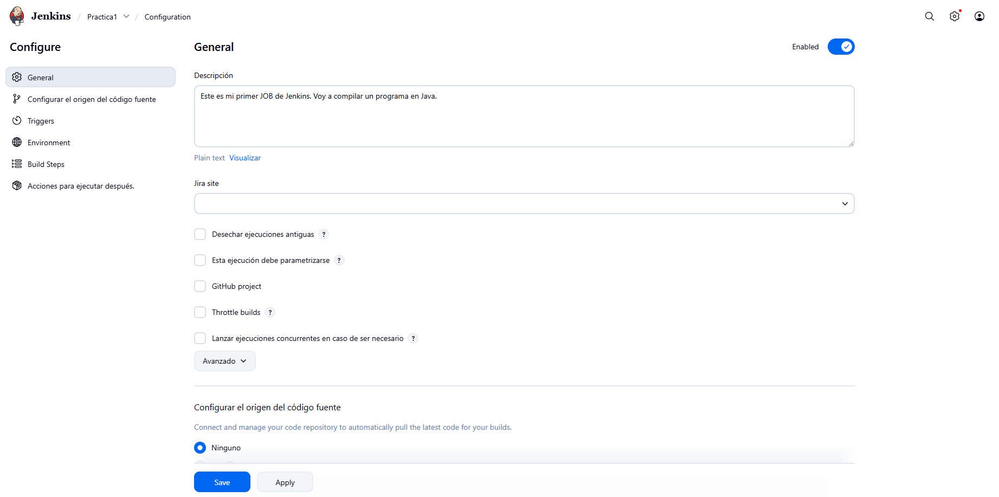 Jenkins / Practica1 / Configuration
Configure
General
Configurar el origen del código fuente
Triggers
Environment
Build Steps
Acciones para ejecutar después.
General
Enabled
Descripción
Este es mi primer JOB de Jenkins. Voy a compilar un programa en Java.
Plain text Visualizar
Jira site
Desechar ejecuciones antiguas ?
Esta ejecución debe parametrizarse ?
GitHub project
Throttle builds ?
Lanzar ejecuciones concurrentes en caso de ser necesario ?
Avanzado
Configurar el origen del código fuente
Connect and manage your code repository to automatically pull the latest code for your builds.
Ninguno
Save Apply